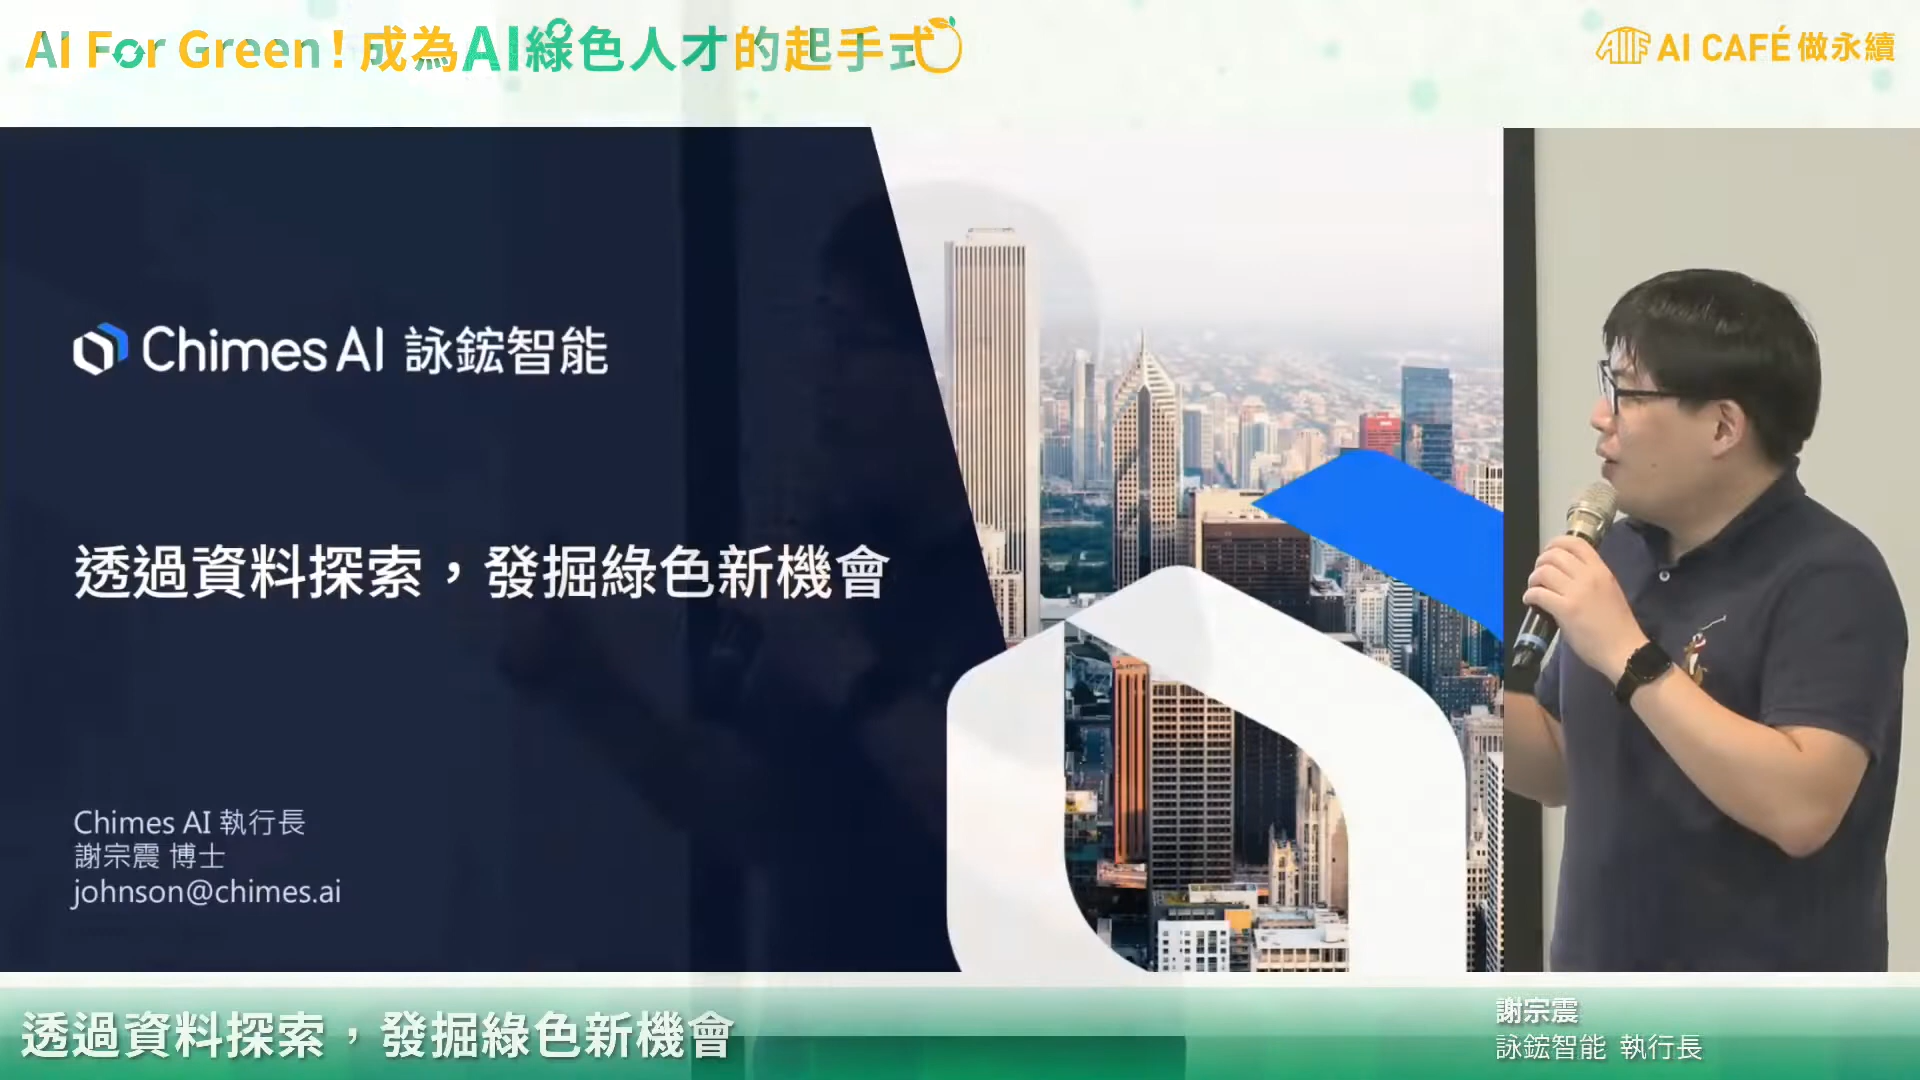 AI For Green！成為AI綠色人才的起手式
AIF AI CAFÉ 做永續
Chimes AI 詠鋐智能
透過資料探索，發掘綠色新機會
Chimes AI 執行長
謝宗震 博士
johnson@chimes.ai
透過資料探索，發掘綠色新機會
謝宗震
詠鋐智能 執行長